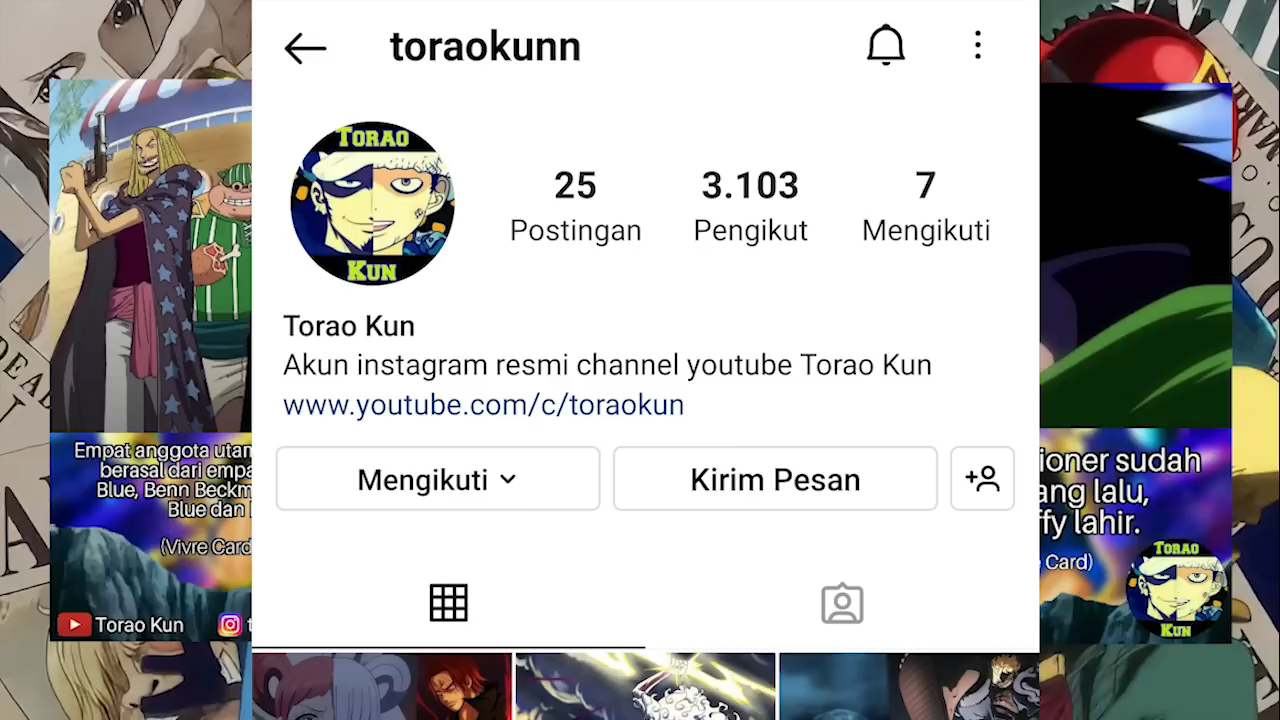 toraokunn
TORAO
KUN
25
Postingan
3.103
Pengikut
7
Mengikuti
Torao Kun
Akun instagram resmi channel youtube Torao Kun
www.youtube.com/c/toraokun
Mengikuti
Kirim Pesan
Empat anggota utam
berasal dari empa
Blue, Benn Beckm
Blue dan
(Vivre Card
Torao Kun
ioner sudah
ang lalu,
ffy lahir.
Card)
TORAO
KUN